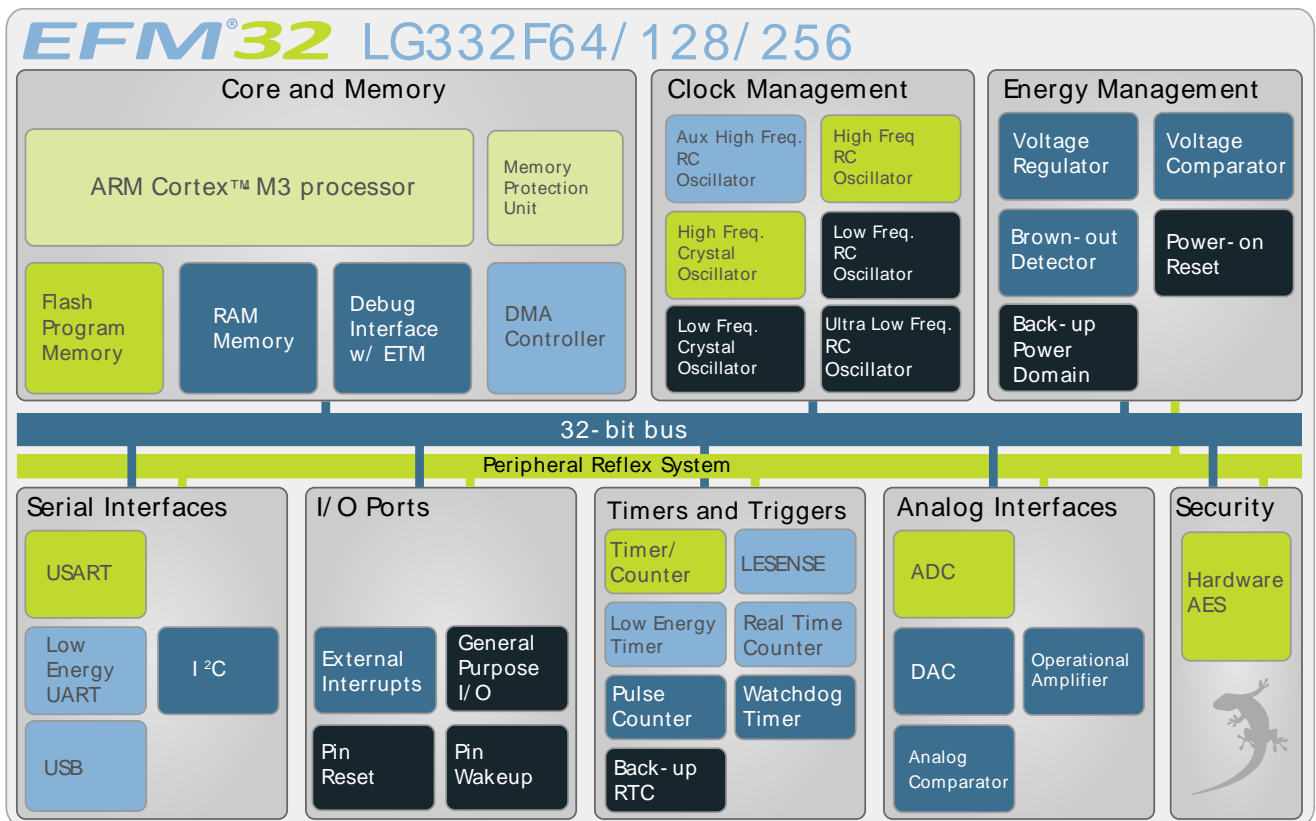 EFM®32 LG332F64/128/256
Core and Memory
ARM Cortex™ M3 processor
Memory
Protection
Unit
Flash
Program
Memory
RAM
Memory
Debug
Interface
w/ ETM
DMA
Controller
Clock Management
Aux High Freq.
RC
Oscillator
High Freq
RC
Oscillator
High Freq.
Crystal
Oscillator
Low Freq.
RC
Oscillator
Low Freq.
Crystal
Oscillator
Ultra Low Freq.
RC
Oscillator
Energy Management
Voltage
Regulator
Voltage
Comparator
Brown-out
Detector
Power-on
Reset
Back-up
Power
Domain
32-bit bus
Peripheral Reflex System
Serial Interfaces
USART
Low
Energy
UART
I²C
USB
I/O Ports
External
Interrupts
General
Purpose
I/O
Pin
Reset
Pin
Wakeup
Timers and Triggers
Timer/
Counter
LESENSE
Low Energy
Timer
Real Time
Counter
Pulse
Counter
Watchdog
Timer
Back-up
RTC
Analog Interfaces
ADC
DAC
Operational
Amplifier
Analog
Comparator
Security
Hardware
AES